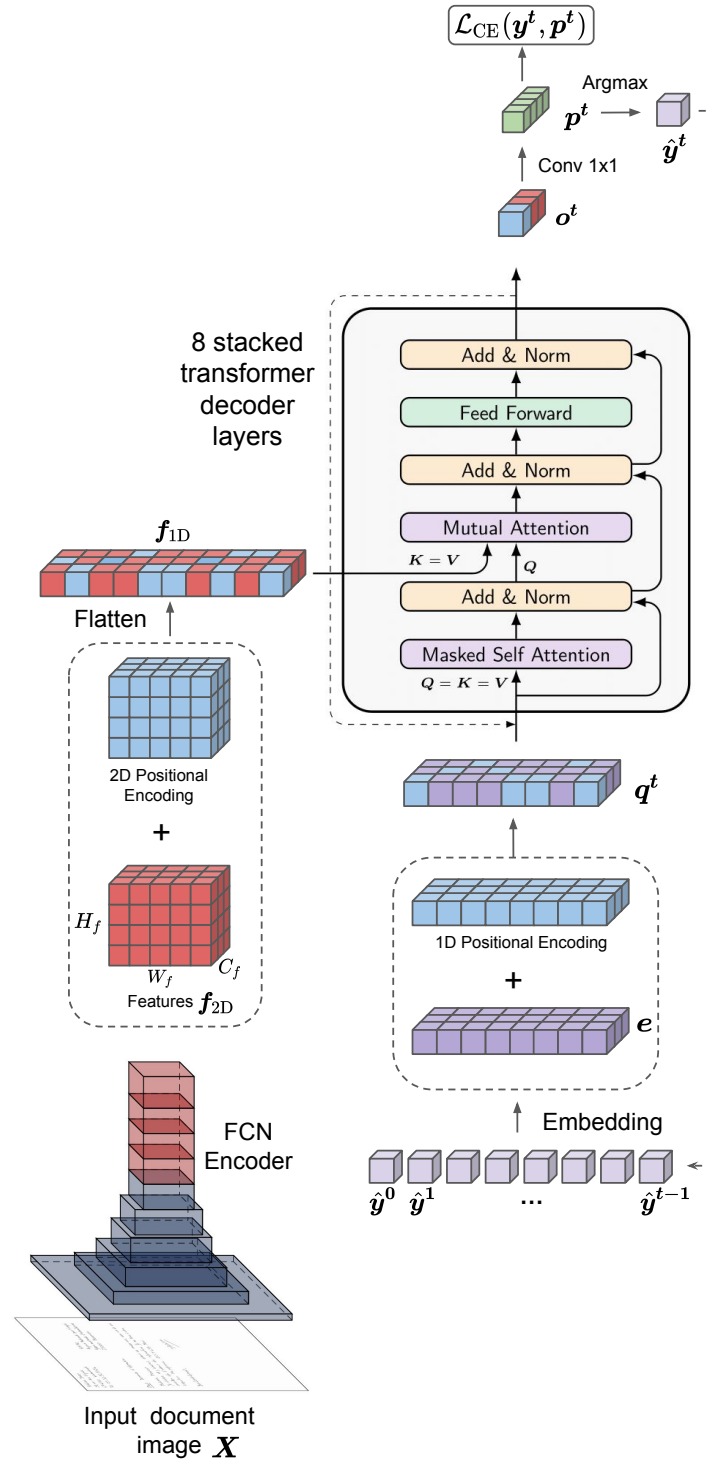 𝓛_CE(y^t, p^t)
Argmax
p^t
ŷ^t
Conv 1x1
o^t
8 stacked
transformer
decoder
layers
Add & Norm
Feed Forward
Add & Norm
Mutual Attention
K = V
Q
Add & Norm
Masked Self Attention
Q = K = V
f_1D
Flatten
2D Positional
Encoding
+
H_f
W_f
C_f
Features f_2D
FCN
Encoder
Input document
image X
q^t
1D Positional Encoding
+
e
Embedding
ŷ^0 ŷ^1 ... ŷ^{t-1}